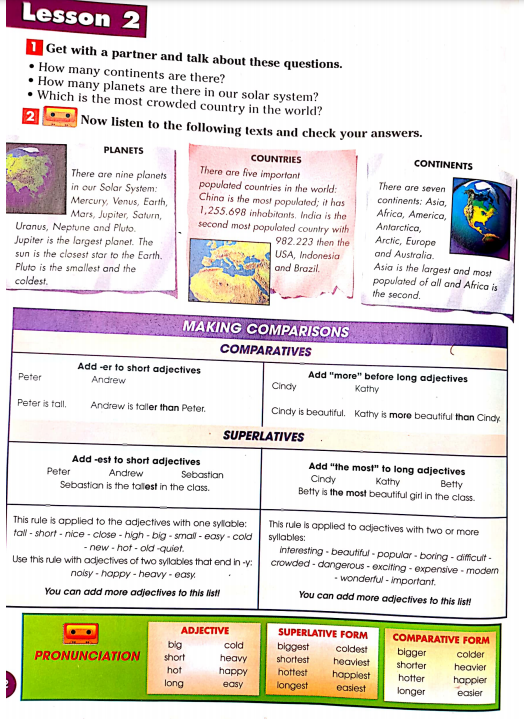 Lesson 2
1 Get with a partner and talk about these questions.
• How many continents are there?
• How many planets are there in our solar system?
• Which is the most crowded country in the world?
2 Now listen to the following texts and check your answers.
PLANETS
There are nine planets
in our Solar System:
Mercury, Venus, Earth,
Mars, Jupiter, Saturn,
Uranus, Neptune and Pluto.
Jupiter is the largest planet. The
sun is the closest star to the Earth.
Pluto is the smallest and the
coldest.
COUNTRIES
There are five important
populated countries in the world:
China is the most populated; it has
1,255.698 inhabitants. India is the
second most populated country with
982.223 then the
USA, Indonesia
and Brazil.
CONTINENTS
There are seven
continents: Asia,
Africa, America,
Antarctica,
Arctic, Europe
and Australia.
Asia is the largest and most
populated of all and Africa is
the second.
MAKING COMPARISONS
COMPARATIVES
Add -er to short adjectives
Peter Andrew
Peter is tall. Andrew is taller than Peter.
Add "more" before long adjectives
Cindy Kathy
Cindy is beautiful. Kathy is more beautiful than Cindy.
SUPERLATIVES
Add -est to short adjectives
Peter Andrew Sebastian
Sebastian is the tallest in the class.
Add "the most" to long adjectives
Cindy Kathy Betty
Betty is the most beautiful girl in the class.
This rule is applied to the adjectives with one syllable:
tall - short - nice - close - high - big - small - easy - cold
- new - hot - old -quiet.
Use this rule with adjectives of two syllables that end in -y:
noisy - happy - heavy - easy.
You can add more adjectives to this list!
This rule is applied to adjectives with two or more
syllables:
interesting - beautiful - popular - boring - difficult -
crowded - dangerous - exciting - expensive - modern
- wonderful - important.
You can add more adjectives to this list!
PRONUNCIATION
ADJECTIVE
big cold
short heavy
hot happy
long easy
SUPERLATIVE FORM
biggest coldest
shortest heaviest
hottest happiest
longest easiest
COMPARATIVE FORM
bigger colder
shorter heavier
hotter happier
longer easier